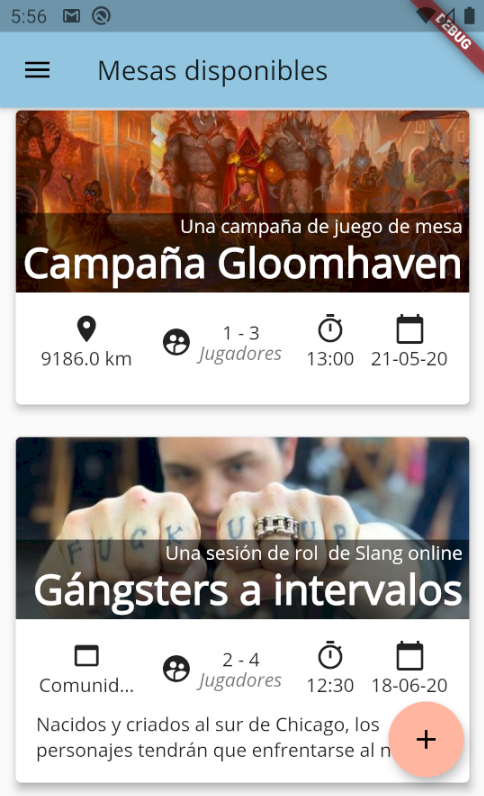 5:56
DEBUG
Mesas disponibles
Una campaña de juego de mesa
Campaña Gloomhaven
9186.0 km
1 - 3
Jugadores
13:00
21-05-20
FUCK U UP
Una sesión de rol  de Slang online
Gángsters a intervalos
Comunid...
2 - 4
Jugadores
12:30
18-06-20
Nacidos y criados al sur de Chicago, los
personajes tendrán que enfrentarse al